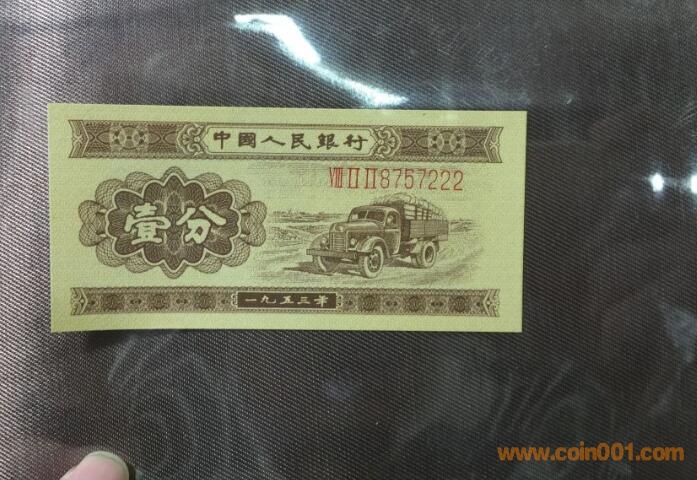 中國人民銀行
Ⅷ Ⅱ Ⅱ 8757222
壹分
一九五三年
www.coin001.com